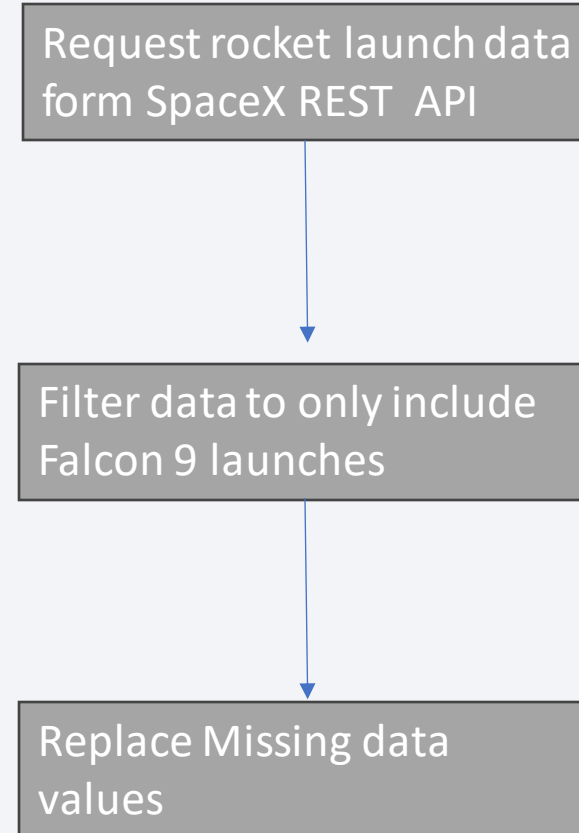 Request rocket launch data
form SpaceX REST API
Filter data to only include
Falcon 9 launches
Replace Missing data
values